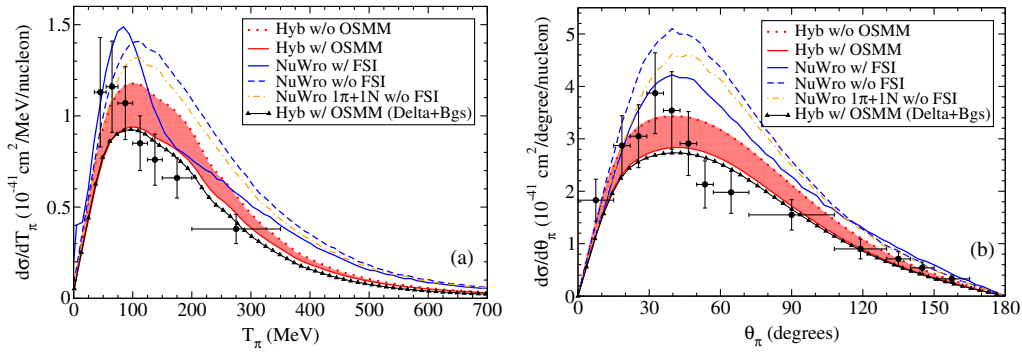 Hyb w/o OSMM
Hyb w/ OSMM
NuWro w/ FSI
NuWro w/o FSI
NuWro 1π+1N w/o FSI
Hyb w/ OSMM (Delta+Bgs)
dσ/dT_π (10^-41 cm^2/MeV/nucleon)
1.5
1
0.5
0
0 100 200 300 400 500 600 700
T_π (MeV)
(a)
Hyb w/o OSMM
Hyb w/ OSMM
NuWro w/ FSI
NuWro w/o FSI
NuWro 1π+1N w/o FSI
Hyb w/ OSMM (Delta+Bgs)
dσ/dθ_π (10^-41 cm^2/degree/nucleon)
5
4
3
2
1
0
0 30 60 90 120 150 180
θ_π (degrees)
(b)